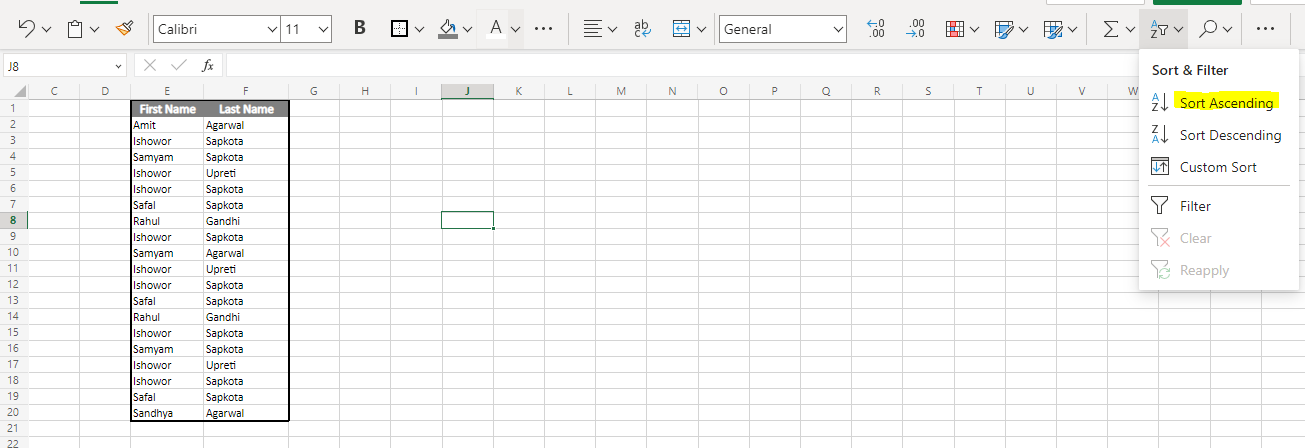 Calibri 11 B A ab c General .00 .00
J8 fx
C D E F G H I J K L M N O P Q R S T U V W
1 First Name Last Name
2 Amit Agarwal
3 Ishowor Sapkota
4 Samyam Sapkota
5 Ishowor Upreti
6 Ishowor Sapkota
7 Safal Sapkota
8 Rahul Gandhi
9 Ishowor Sapkota
10 Samyam Agarwal
11 Ishowor Upreti
12 Ishowor Sapkota
13 Safal Sapkota
14 Rahul Gandhi
15 Ishowor Sapkota
16 Samyam Sapkota
17 Ishowor Upreti
18 Ishowor Sapkota
19 Safal Sapkota
20 Sandhya Agarwal
21
22
Sort & Filter
Sort Ascending
Sort Descending
Custom Sort
Filter
Clear
Reapply